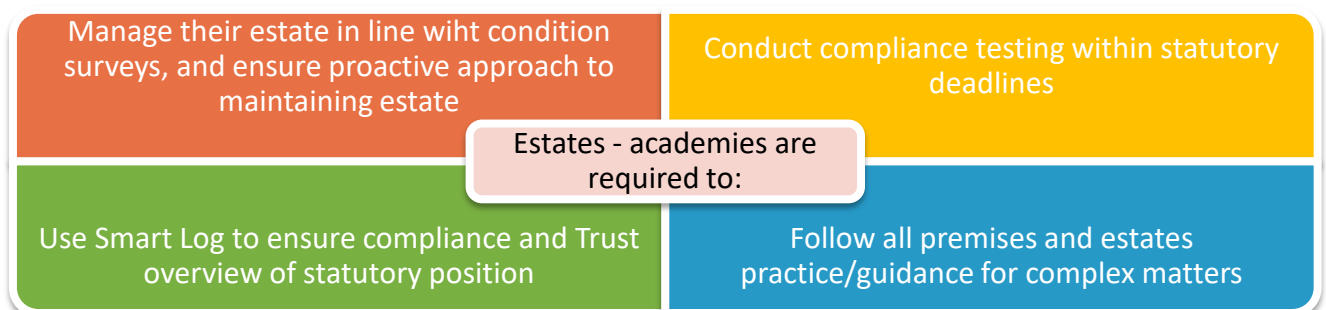 Manage their estate in line wiht condition
surveys, and ensure proactive approach to
maintaining estate
Conduct compliance testing within statutory
deadlines
Estates - academies are
required to:
Use Smart Log to ensure compliance and Trust
overview of statutory position
Follow all premises and estates
practice/guidance for complex matters